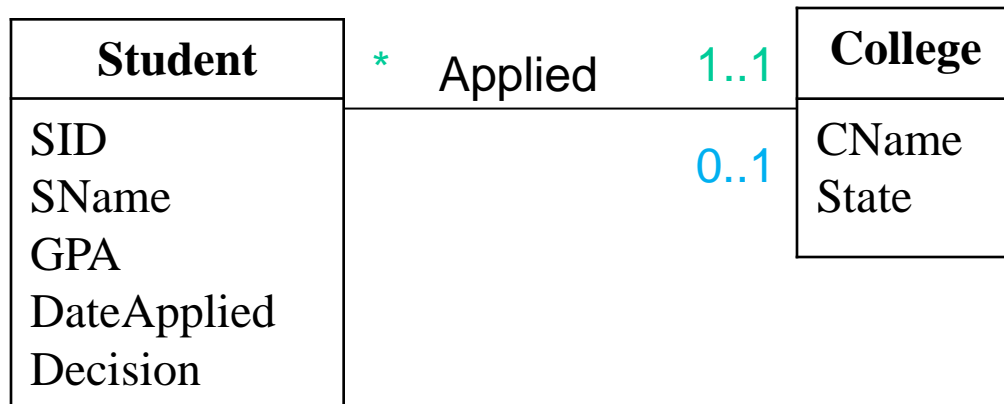 Student
SID
SName
GPA
DateApplied
Decision
* Applied 1..1
0..1
College
CName
State